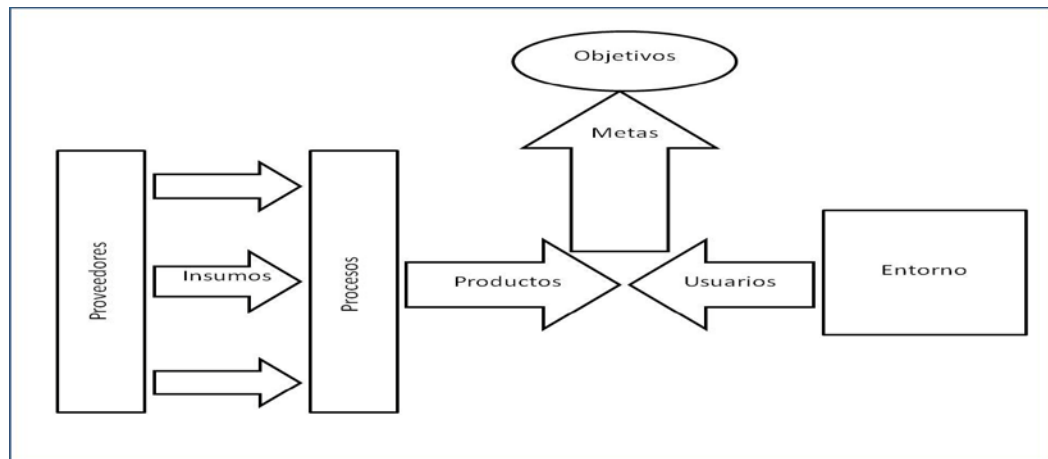 Objetivos
Metas
Proveedores
Insumos
Procesos
Productos
Usuarios
Entorno